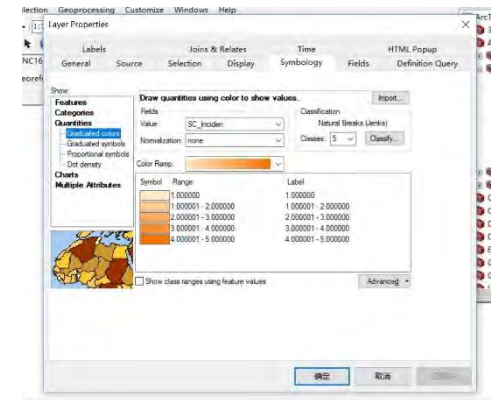 lection Geoprocessing Customize Windows Help
Layer Properties
Labels Joins & Relates Time HTML Popup
General Source Selection Display Symbology Fields Definition Query
Show:
Features
Categories
Quantities
Graduated colors
Graduated symbols
Proportional symbols
Dot density
Charts
Multiple Attributes
Draw quantities using color to show values.
Import...
Fields
Value: SC_Inciden
Normalization: none
Classification
Natural Breaks (Jenks)
Classes: 5 Classify...
Color Ramp:
Symbol Range Label
1.000000 1.000000
1.000001 - 2.000000 1.000001 - 2.000000
2.000001 - 3.000000 2.000001 - 3.000000
3.000001 - 4.000000 3.000001 - 4.000000
4.000001 - 5.000000 4.000001 - 5.000000
Show class ranges using feature values
Advanced
确定 取消
NC16
eorefe